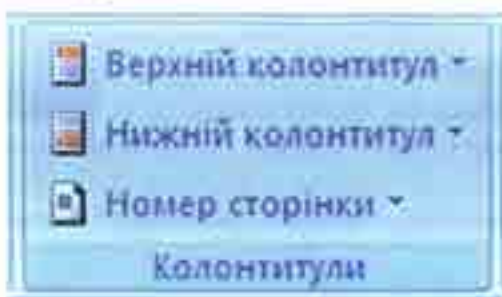 Верхній колонтитул
Нижній колонтитул
Номер сторінки
Колонтитули